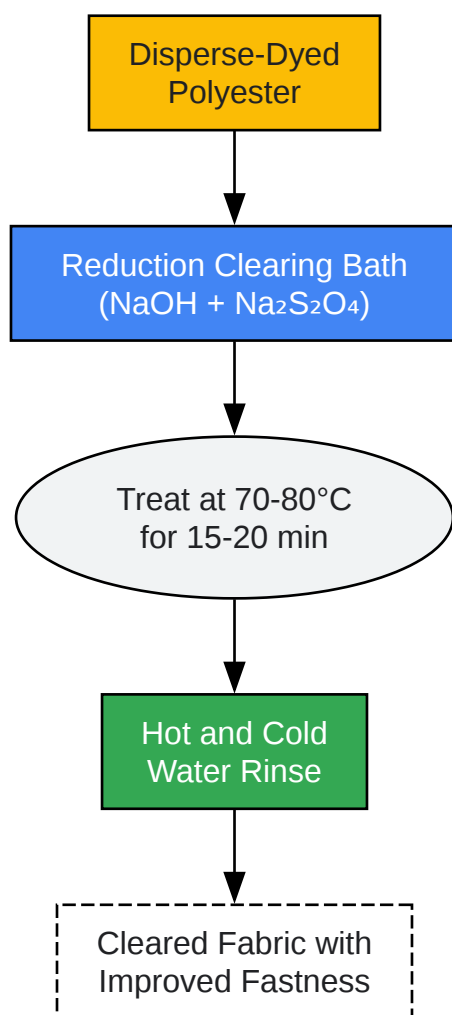 Disperse-Dyed
Polyester
Reduction Clearing Bath
(NaOH + Na₂S₂O₄)
Treat at 70-80°C
for 15-20 min
Hot and Cold
Water Rinse
Cleared Fabric with
Improved Fastness